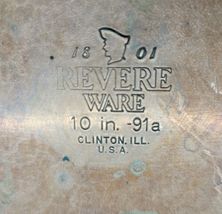 18 01
REVERE
WARE
10 in. -91a
CLINTON, ILL.
U.S.A.